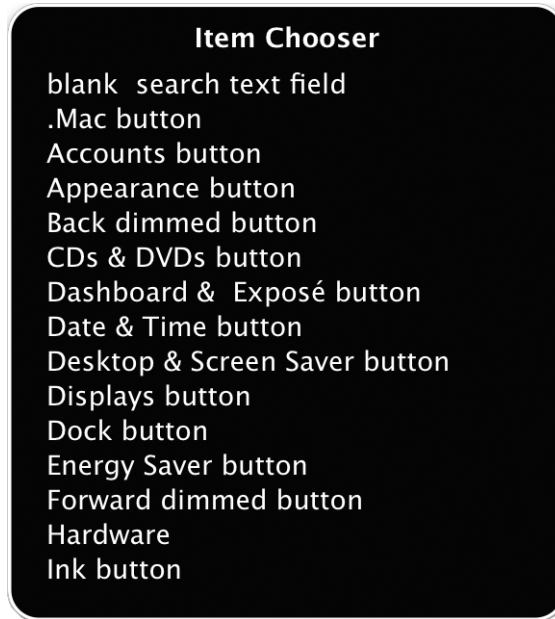 Item Chooser
blank  search text field
.Mac button
Accounts button
Appearance button
Back dimmed button
CDs & DVDs button
Dashboard &  Exposé button
Date & Time button
Desktop & Screen Saver button
Displays button
Dock button
Energy Saver button
Forward dimmed button
Hardware
Ink button